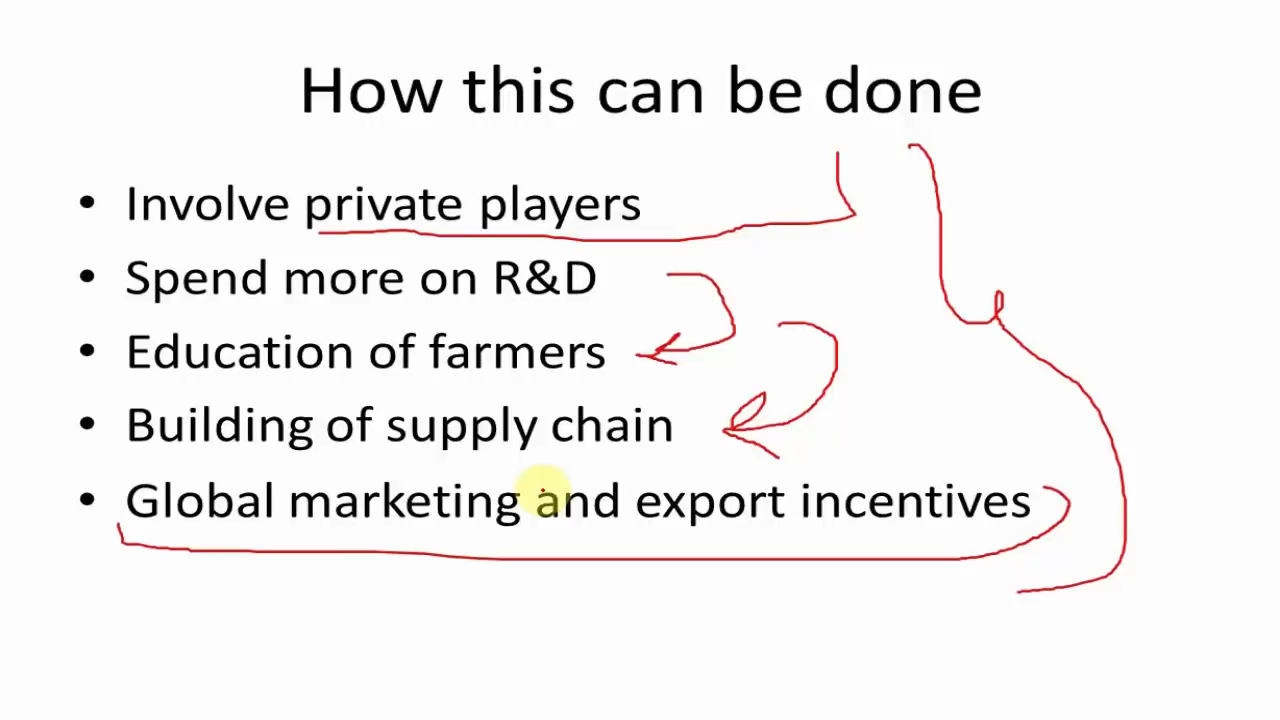 How this can be done
• Involve private players
• Spend more on R&D
• Education of farmers
• Building of supply chain
• Global marketing and export incentives